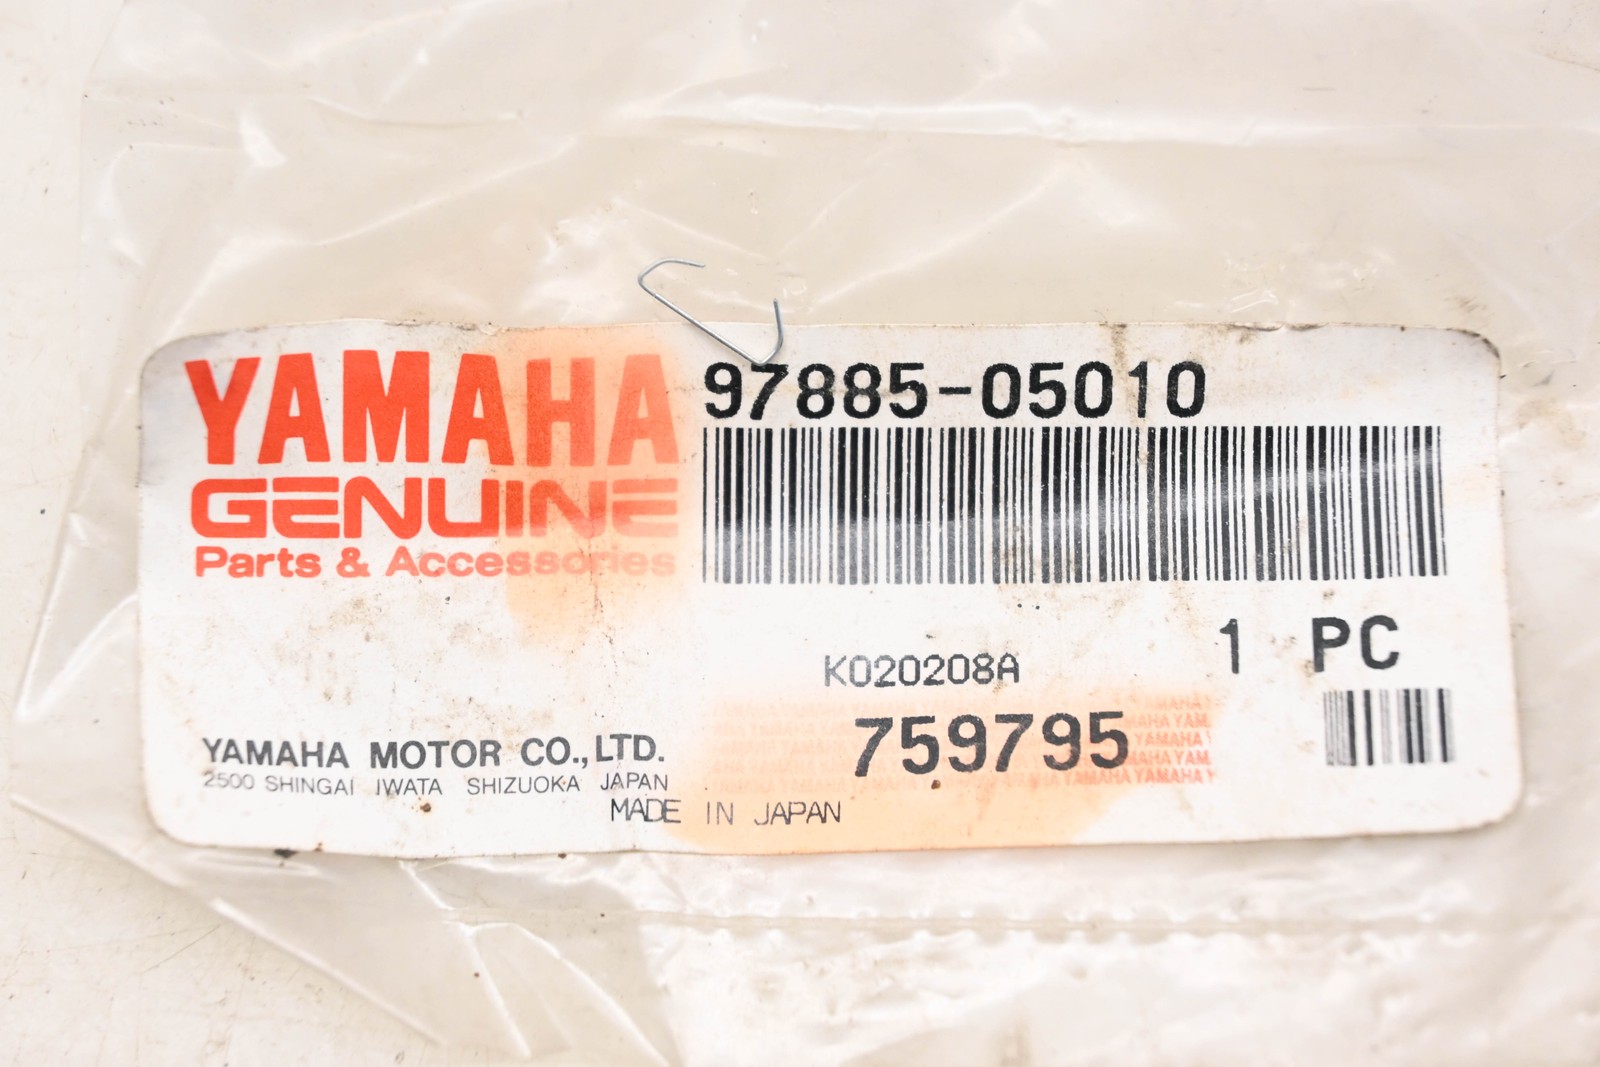 YAMAHA
GENUINE
Parts & Accessories
97885-05010
1 PC
K020208A
759795
YAMAHA MOTOR CO.,LTD.
2500 SHINGAI IWATA SHIZUOKA JAPAN
MADE IN JAPAN